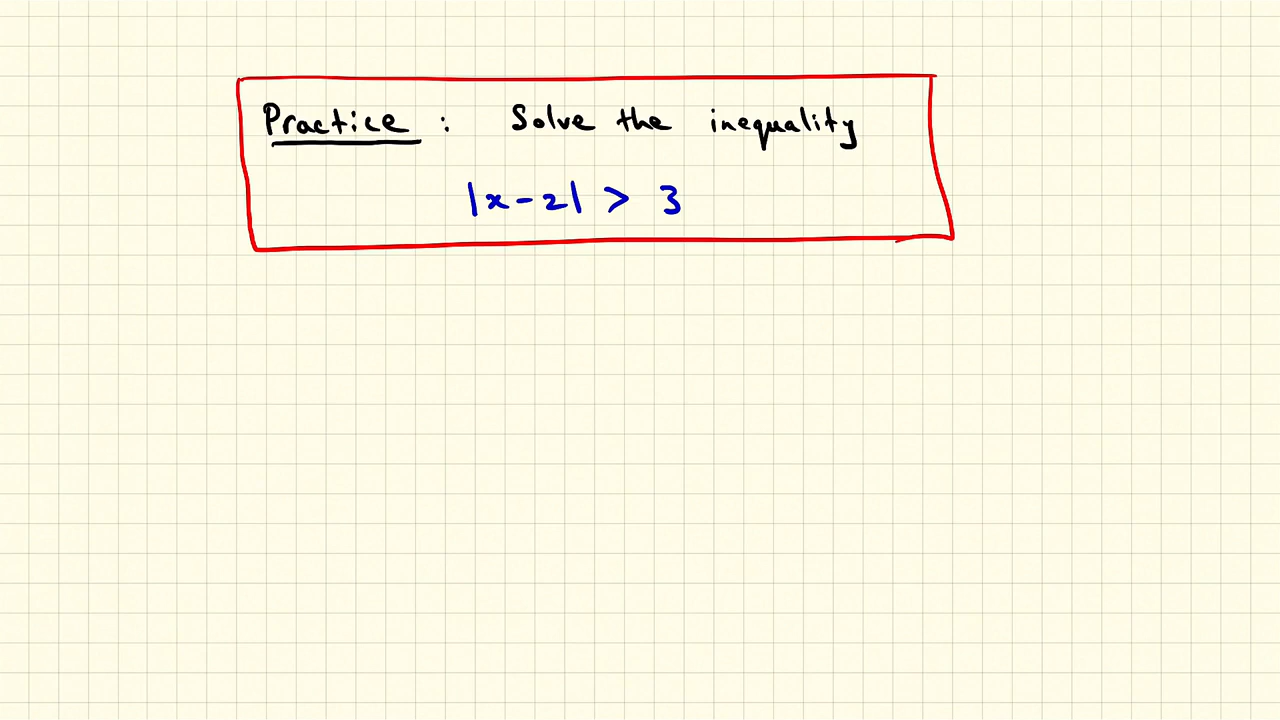 Practice : Solve the inequality
|x-2| > 3